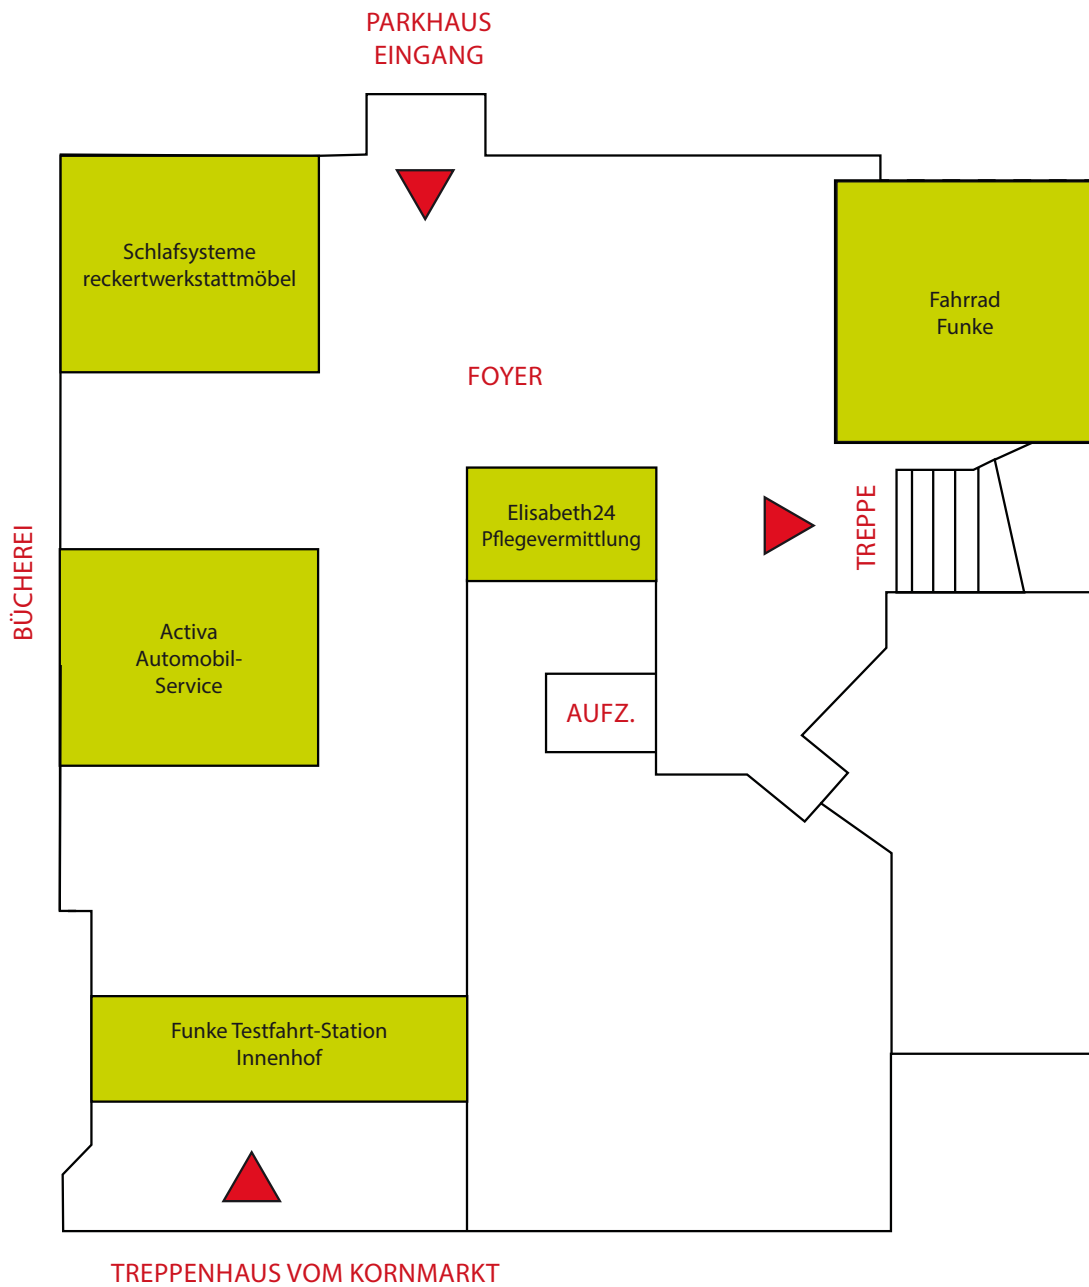 PARKHAUS
EINGANG
Schlafsysteme
reckertwerkstattmöbel
Fahrrad
Funke
FOYER
Elisabeth24
Pflegevermittlung
TREPPE
BÜCHEREI
Activa
Automobil-
Service
AUFZ.
Funke Testfahrt-Station
Innenhof
TREPPENHAUS VOM KORNMARKT